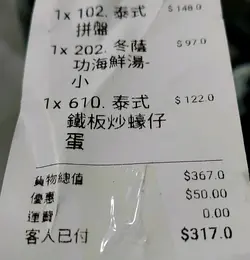 1x 102. 泰式 $148.0
拼盤
1x 202. 冬蔭 $97.0
功海鮮湯-
小
1x 610. 泰式 $122.0
鐵板炒蠔仔
蛋
貨物總值 $367.0
優惠 $50.00
運費 0.00
客人已付 $317.0